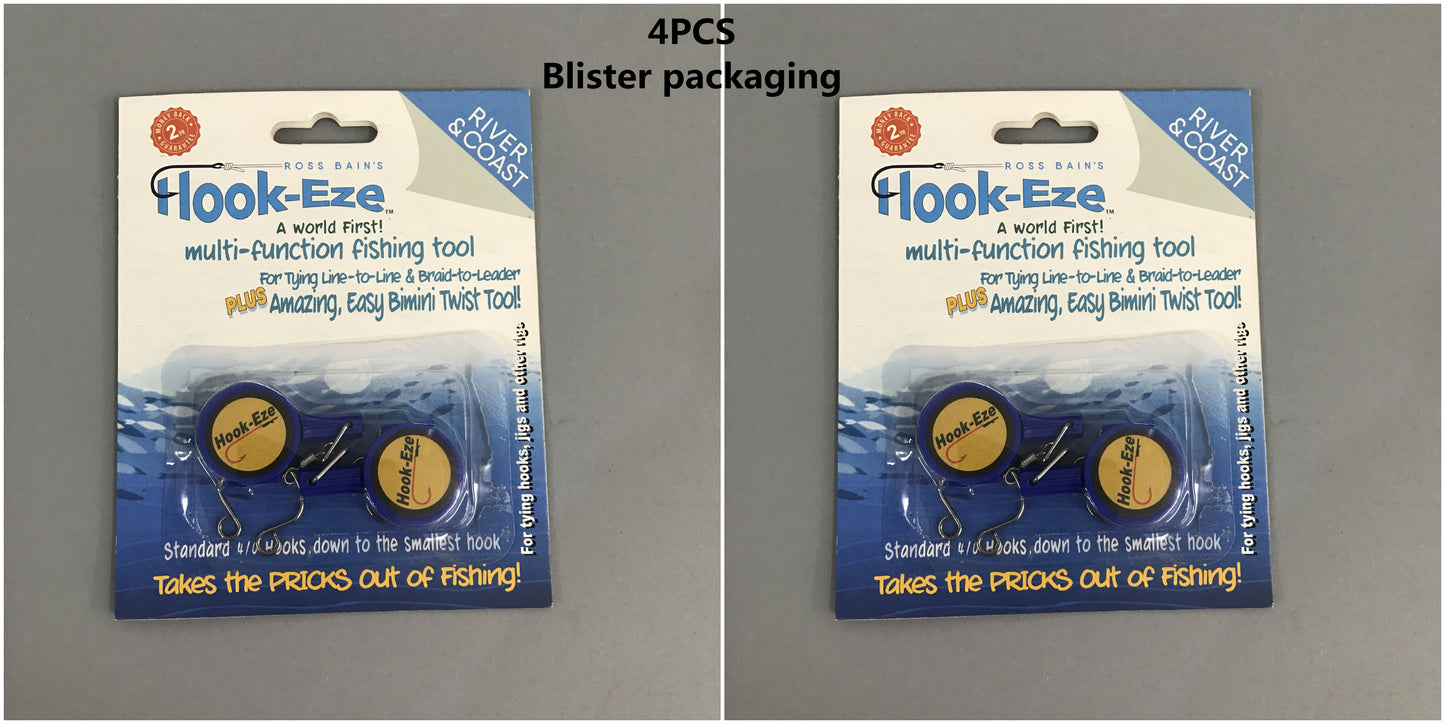 4PCS
Blister packaging
MONEY BACK
2YR
GUARANTEE
RIVER
&COAST
ROSS BAIN'S
Hook-Eze™
A world First!
multi-function fishing tool
For Tying Line-to-Line & Braid-to-Leader
PLUS Amazing, Easy Bimini Twist Tool!
For tying hooks, jigs and other rigs
Hook-Eze
Hook-Eze
Standard 4/0 Hooks down to the smallest hook
Takes the PRICKS Out of Fishing!
MONEY BACK
2YR
GUARANTEE
RIVER
&COAST
ROSS BAIN'S
Hook-Eze™
A world First!
multi-function fishing tool
For Tying Line-to-Line & Braid-to-Leader
PLUS Amazing, Easy Bimini Twist Tool!
For tying hooks, jigs and other rigs
Hook-Eze
Hook-Eze
Standard 4/0 Hooks down to the smallest hook
Takes the PRICKS Out of Fishing!